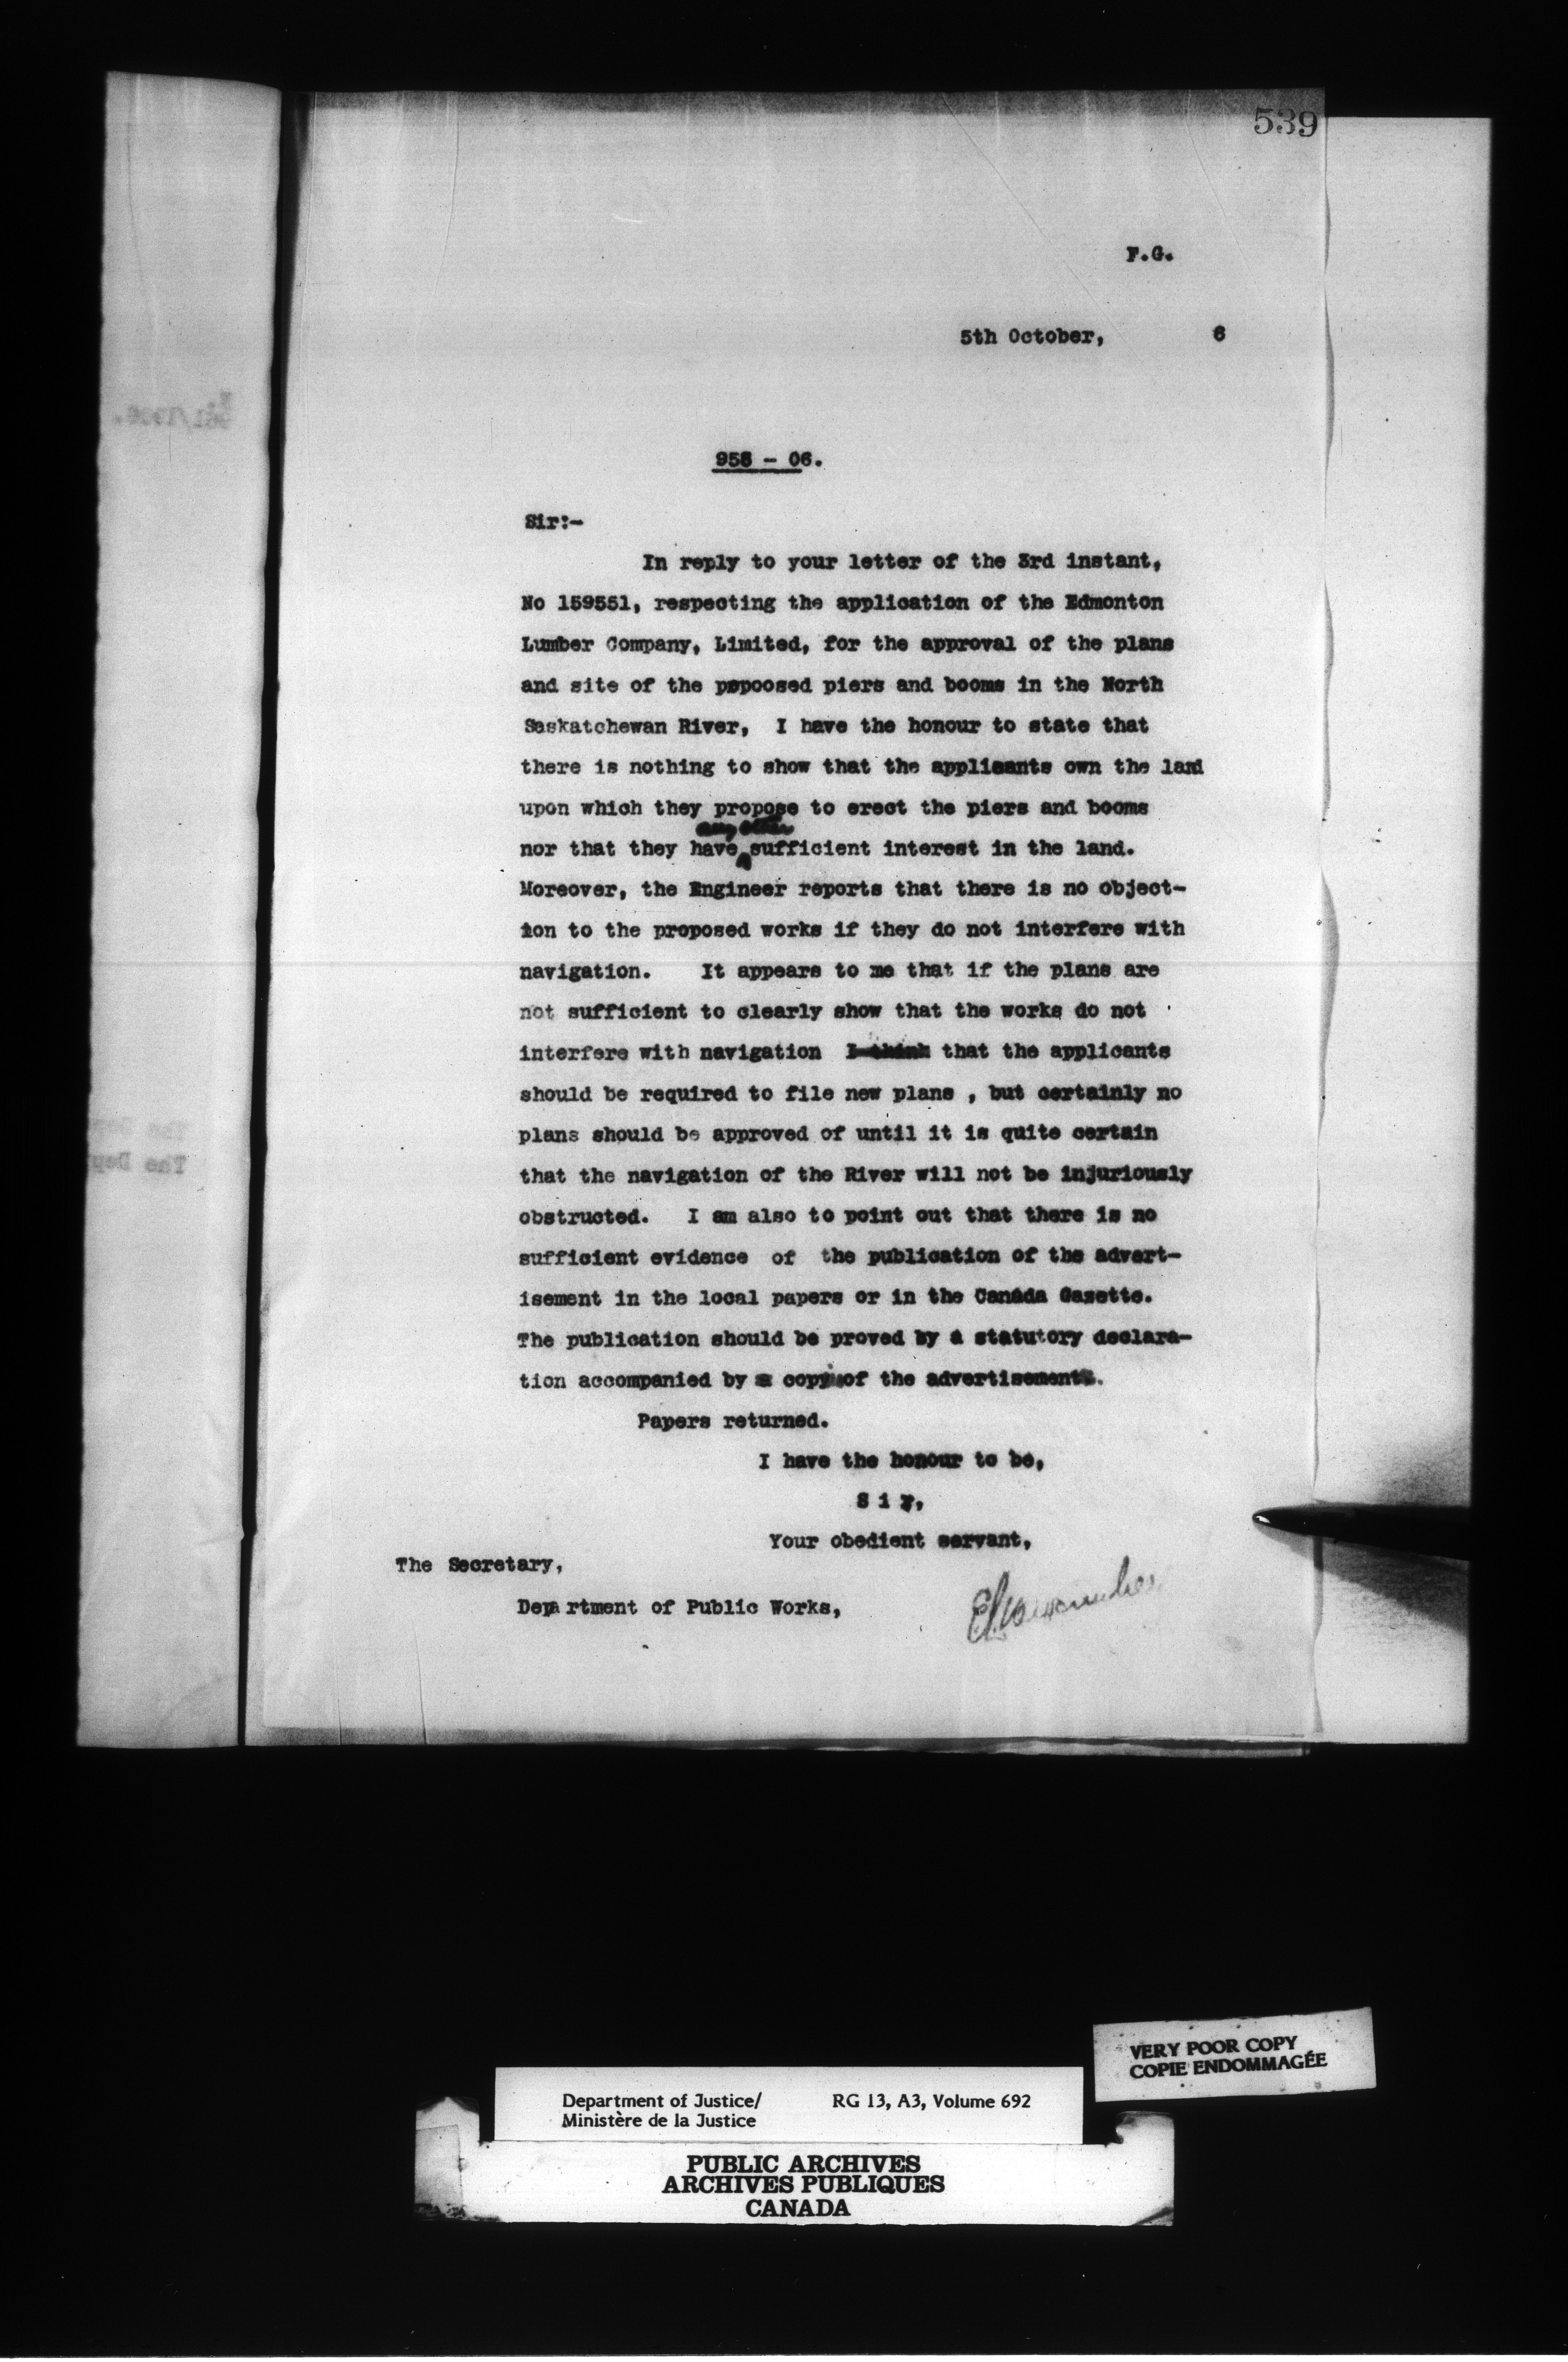 539
F.G.
5th October, 6
958 - 06.
Sir:-
In reply to your letter of the 3rd instant,
No 159551, respecting the application of the Edmonton
Lumber Company, Limited, for the approval of the plans
and site of the popoosed piers and booms in the North
Saskatchewan River, I have the honour to state that
there is nothing to show that the applicants own the land
upon which they propose to erect the piers and booms
any other
nor that they have sufficient interest in the land.
Moreover, the Engineer reports that there is no object-
ion to the proposed works if they do not interfere with
navigation. It appears to me that if the plans are
not sufficient to clearly show that the works do not
interfere with navigation I think that the applicants
should be required to file new plans , but certainly no
plans should be approved of until it is quite certain
that the navigation of the River will not be injuriously
obstructed. I am also to point out that there is no
sufficient evidence of the publication of the advert-
isement in the local papers or in the Canada Gazette.
The publication should be proved by a statutory declara-
tion accompanied by a copy of the advertisement.
Papers returned.
I have the honour to be,
S i r,
Your obedient servant,
The Secretary,
Department of Public Works,
VERY POOR COPY
COPIE ENDOMMAGÉE
Department of Justice/ RG 13, A3, Volume 692
Ministère de la Justice
PUBLIC ARCHIVES
ARCHIVES PUBLIQUES
CANADA